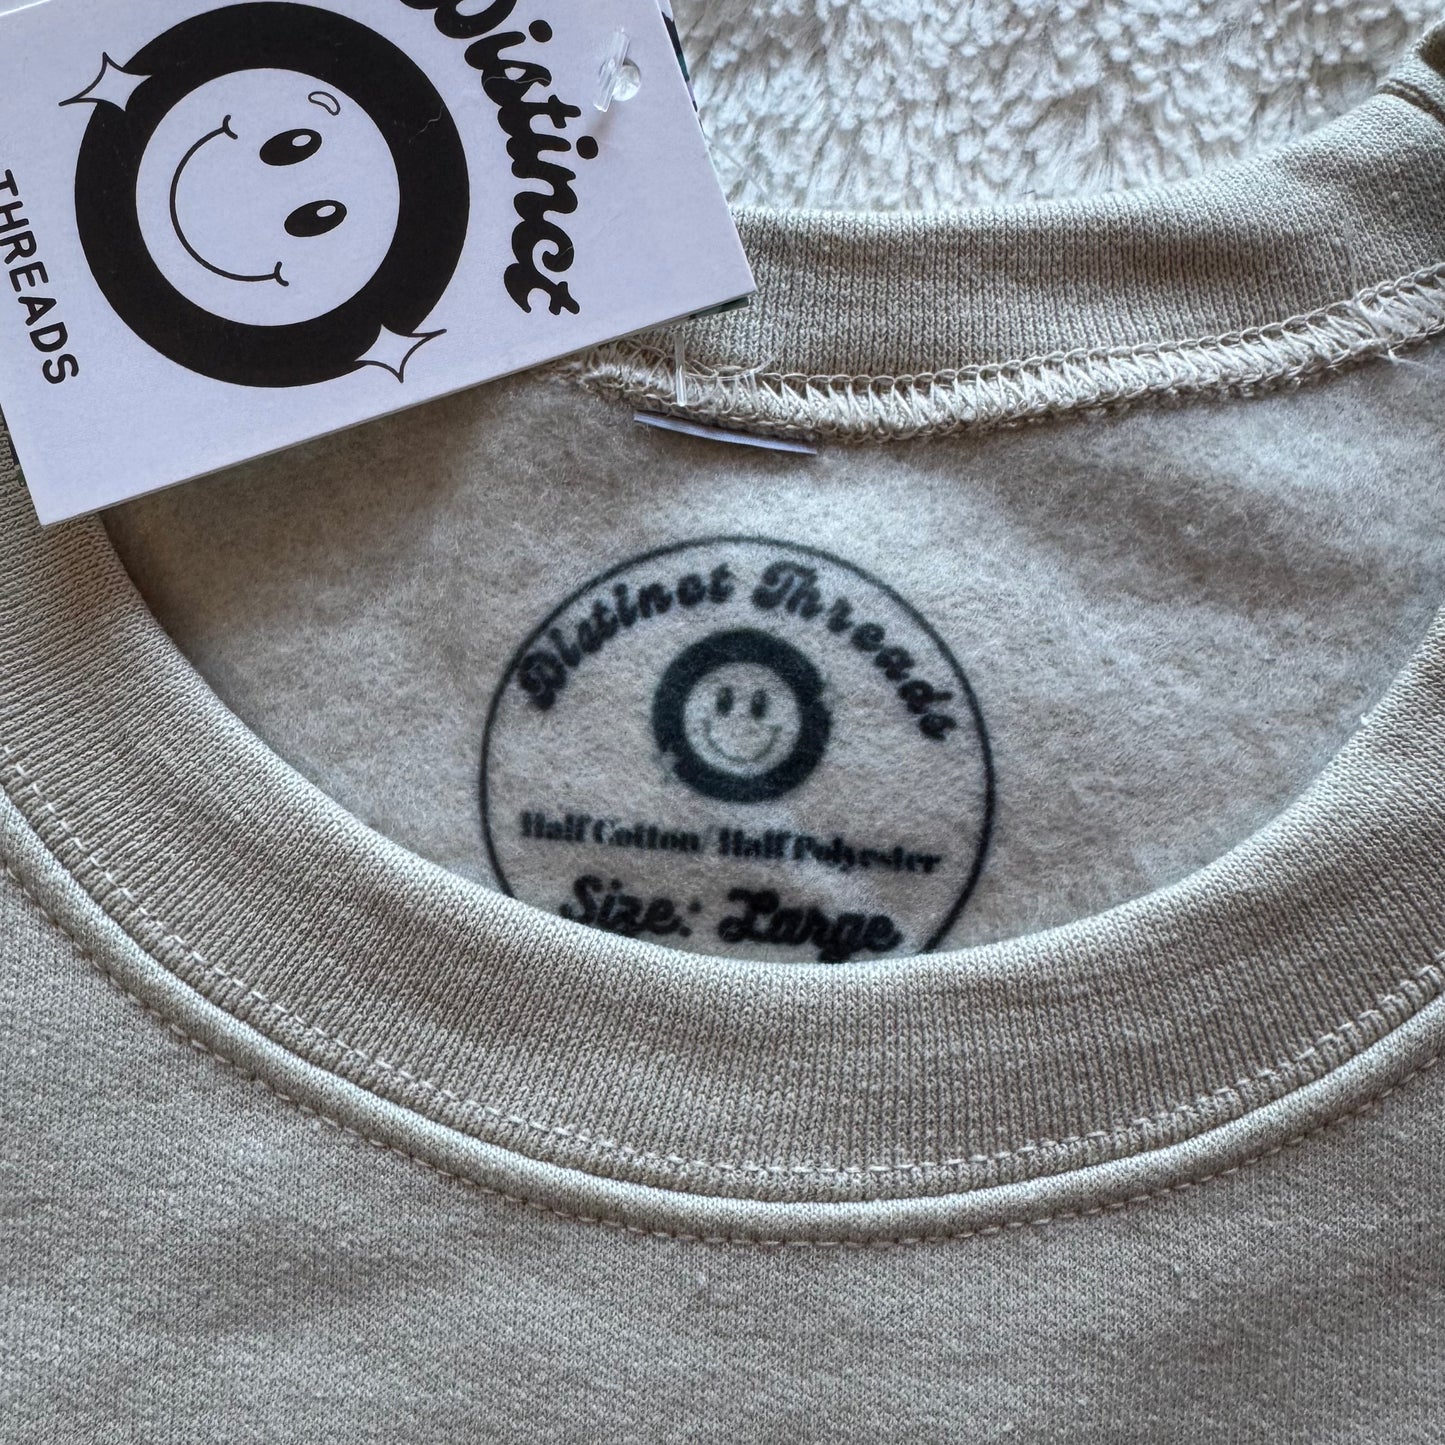 Distinct
THREADS
Distinct Threads
Half Cotton/Half Polyester
Size: Large